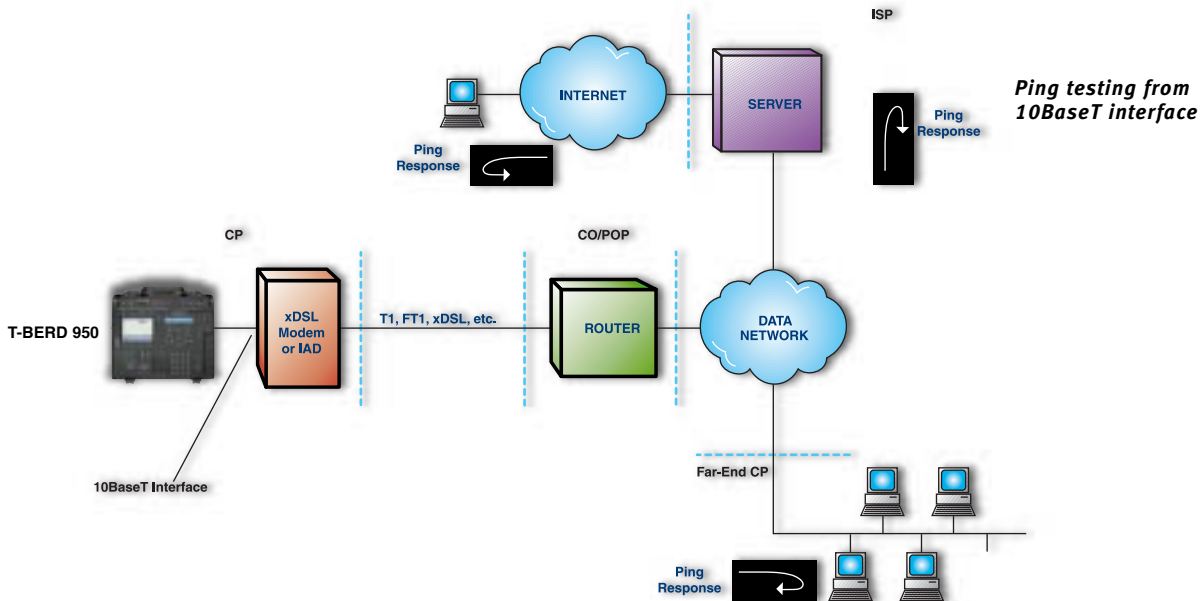 ISP
INTERNET
SERVER
Ping testing from
10BaseT interface
Ping
Response
Ping
Response
CP
CO/POP
T-BERD 950
xDSL
Modem
or IAD
T1, FT1, xDSL, etc.
ROUTER
DATA
NETWORK
10BaseT Interface
Far-End CP
Ping
Response